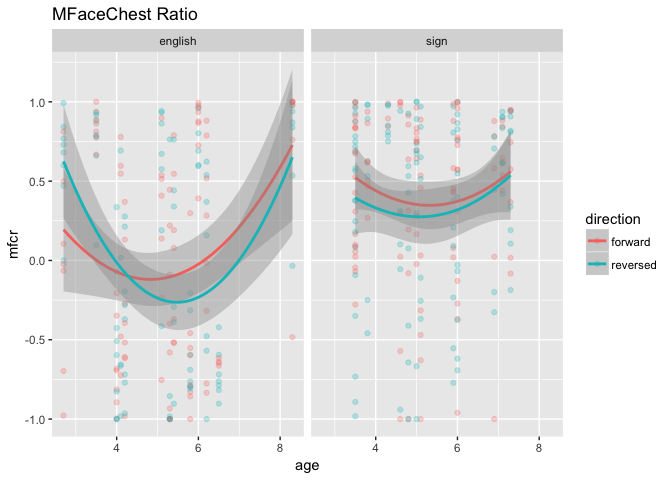 MFaceChest Ratio
english
sign
1.0
0.5
0.0
-0.5
-1.0
mfcr
4
6
8
4
6
8
age
direction
forward
reversed